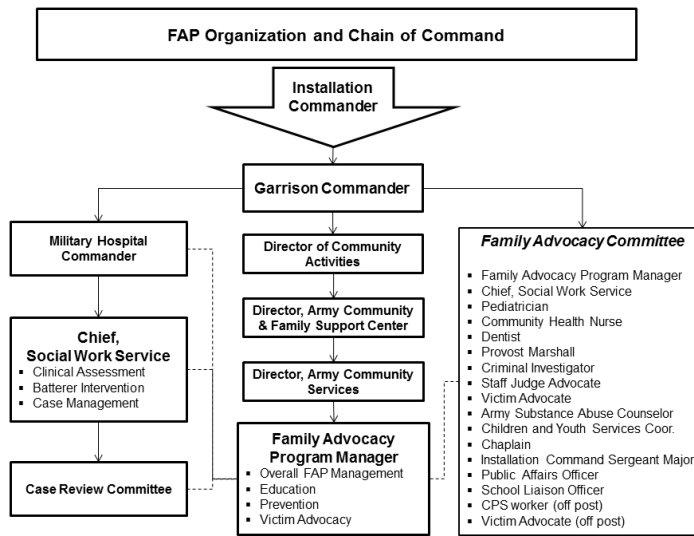 FAP Organization and Chain of Command
Installation
Commander
Garrison Commander
Military Hospital
Commander
Director of Community
Activities
Family Advocacy Committee
▪ Family Advocacy Program Manager
▪ Chief, Social Work Service
▪ Pediatrician
▪ Community Health Nurse
▪ Dentist
▪ Provost Marshall
▪ Criminal Investigator
▪ Staff Judge Advocate
▪ Victim Advocate
▪ Army Substance Abuse Counselor
▪ Children and Youth Services Coor.
▪ Chaplain
▪ Installation Command Sergeant Major
▪ Public Affairs Officer
▪ School Liaison Officer
▪ CPS worker (off post)
▪ Victim Advocate (off post)
Director, Army Community
& Family Support Center
Chief,
Social Work Service
▪ Clinical Assessment
▪ Batterer Intervention
▪ Case Management
Director, Army Community
Services
Family Advocacy
Program Manager
▪ Overall FAP Management
▪ Education
▪ Prevention
▪ Victim Advocacy
Case Review Committee